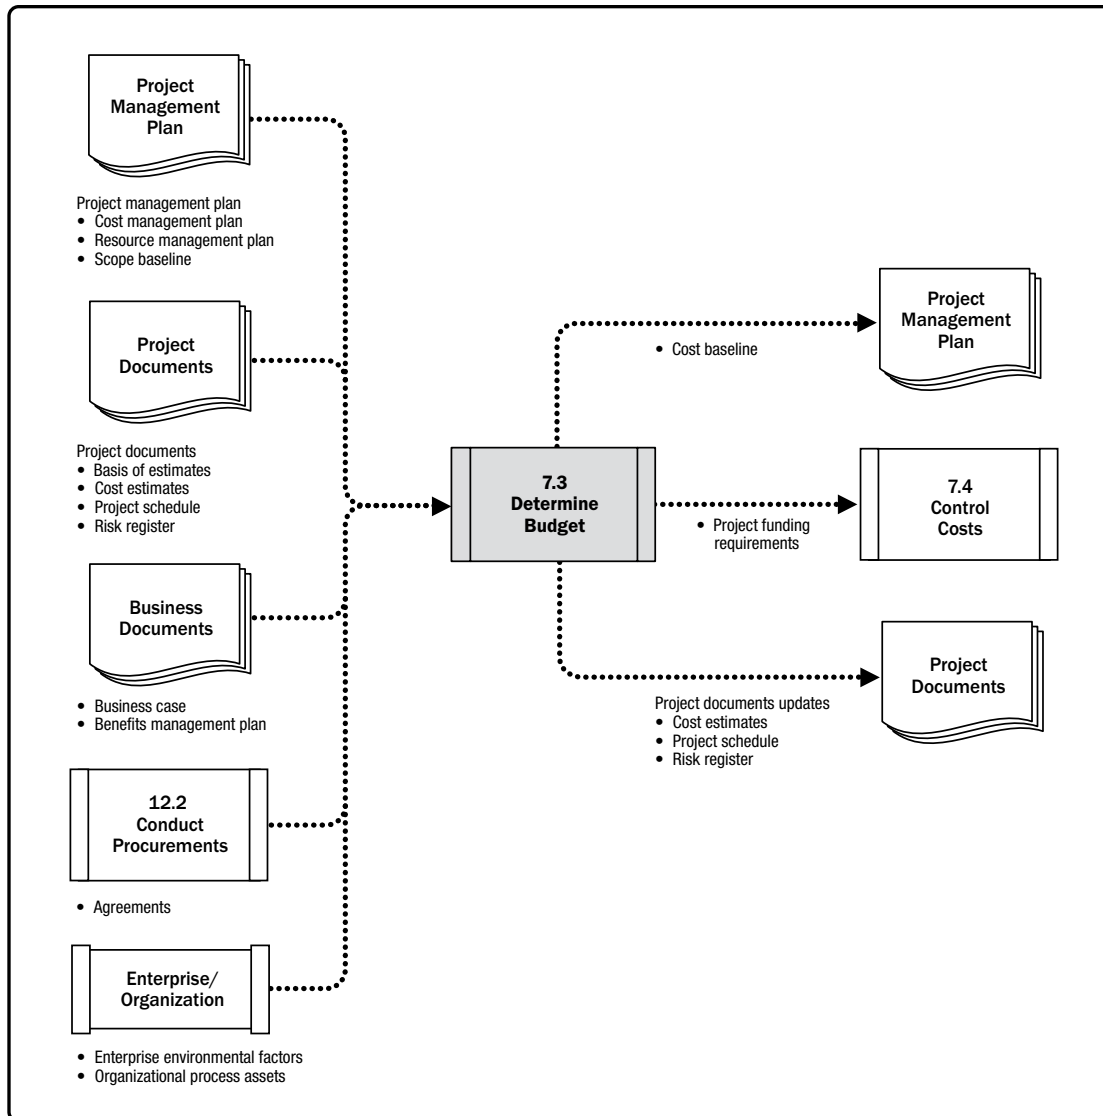 Project
Management
Plan
Project management plan
• Cost management plan
• Resource management plan
• Scope baseline
Project
Documents
Project documents
• Basis of estimates
• Cost estimates
• Project schedule
• Risk register
Business
Documents
• Business case
• Benefits management plan
12.2
Conduct
Procurements
• Agreements
Enterprise/
Organization
• Enterprise environmental factors
• Organizational process assets
7.3
Determine
Budget
• Cost baseline
Project
Management
Plan
• Project funding
requirements
7.4
Control
Costs
Project documents updates
• Cost estimates
• Project schedule
• Risk register
Project
Documents